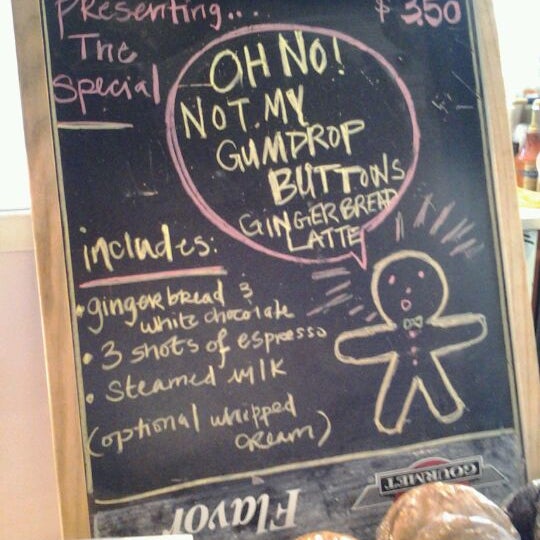 Presenting...
$ 350
The
Special
OH NO!
NOT MY
GUMDROP
BUTTONS
GINGERBREAD
LATTE
includes:
• gingerbread &
white chocolate
• 3 shots of espresso
• steamed milk
(optional whipped
cream)
GOURMET
Flavor